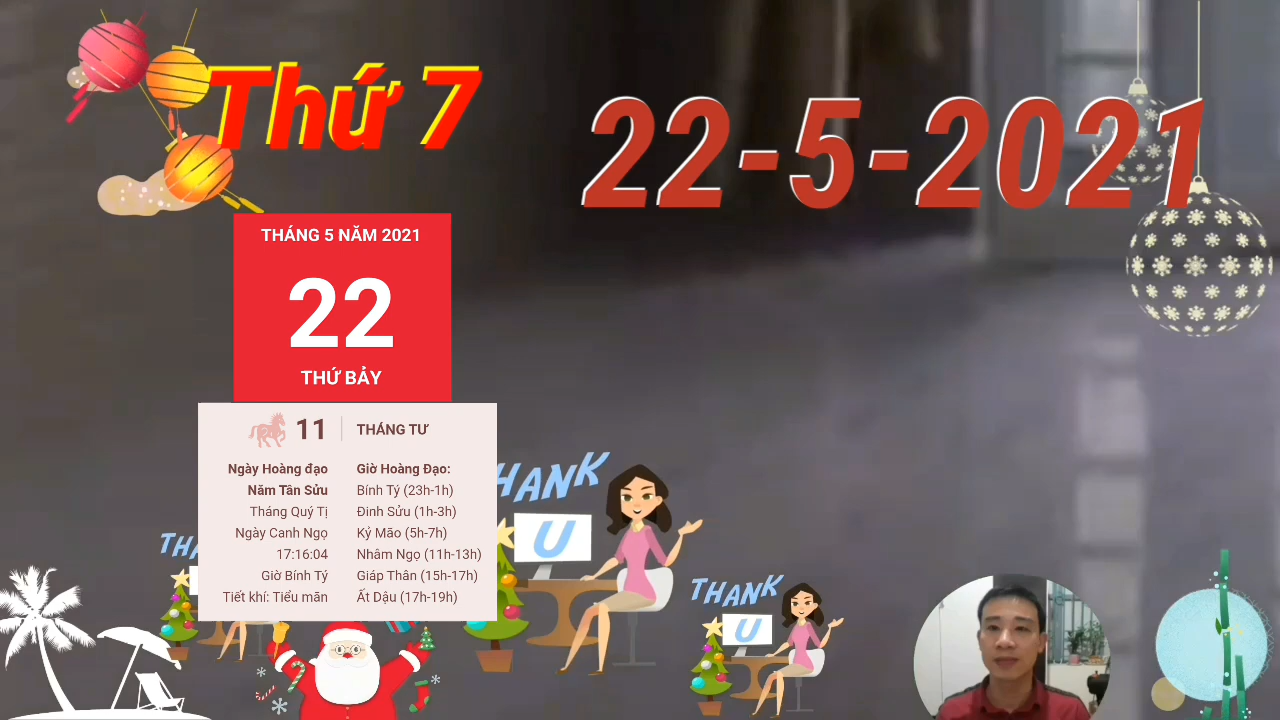 Thứ 7
22-5-2021
THÁNG 5 NĂM 2021
22
THỨ BẢY
11
THÁNG TƯ
Ngày Hoàng đạo
Năm Tân Sửu
Tháng Quý Tị
Ngày Canh Ngọ
17:16:04
Giờ Bính Tý
Tiết khí: Tiểu mãn
Giờ Hoàng Đạo:
Bính Tý (23h-1h)
Đinh Sửu (1h-3h)
Kỷ Mão (5h-7h)
Nhâm Ngọ (11h-13h)
Giáp Thân (15h-17h)
Ất Dậu (17h-19h)
HANK
U
TH
THANK
U